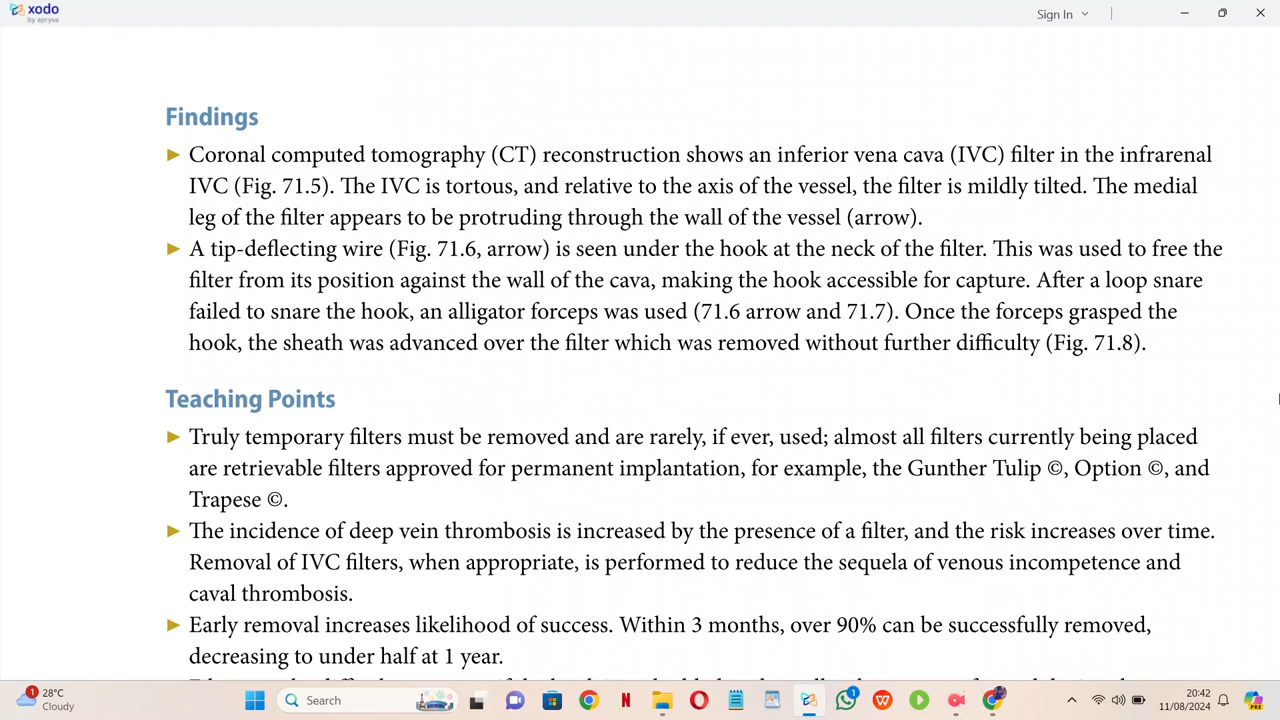 xodo
by apryse
Sign In
Findings
► Coronal computed tomography (CT) reconstruction shows an inferior vena cava (IVC) filter in the infrarenal
IVC (Fig. 71.5). The IVC is tortous, and relative to the axis of the vessel, the filter is mildly tilted. The medial
leg of the filter appears to be protruding through the wall of the vessel (arrow).
► A tip-deflecting wire (Fig. 71.6, arrow) is seen under the hook at the neck of the filter. This was used to free the
filter from its position against the wall of the cava, making the hook accessible for capture. After a loop snare
failed to snare the hook, an alligator forceps was used (71.6 arrow and 71.7). Once the forceps grasped the
hook, the sheath was advanced over the filter which was removed without further difficulty (Fig. 71.8).
Teaching Points
► Truly temporary filters must be removed and are rarely, if ever, used; almost all filters currently being placed
are retrievable filters approved for permanent implantation, for example, the Gunther Tulip ©, Option ©, and
Trapese ©.
► The incidence of deep vein thrombosis is increased by the presence of a filter, and the risk increases over time.
Removal of IVC filters, when appropriate, is performed to reduce the sequela of venous incompetence and
caval thrombosis.
► Early removal increases likelihood of success. Within 3 months, over 90% can be successfully removed,
decreasing to under half at 1 year.
1
28°C
Cloudy
Search
1
20:42
11/08/2024